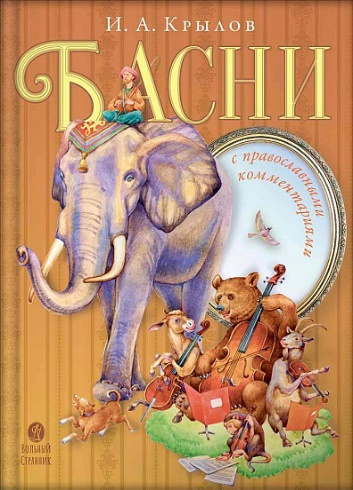 И. А. Крылов
БАСНИ
с православными
комментариями
ВОЛЬНЫЙ
СТРАННИК